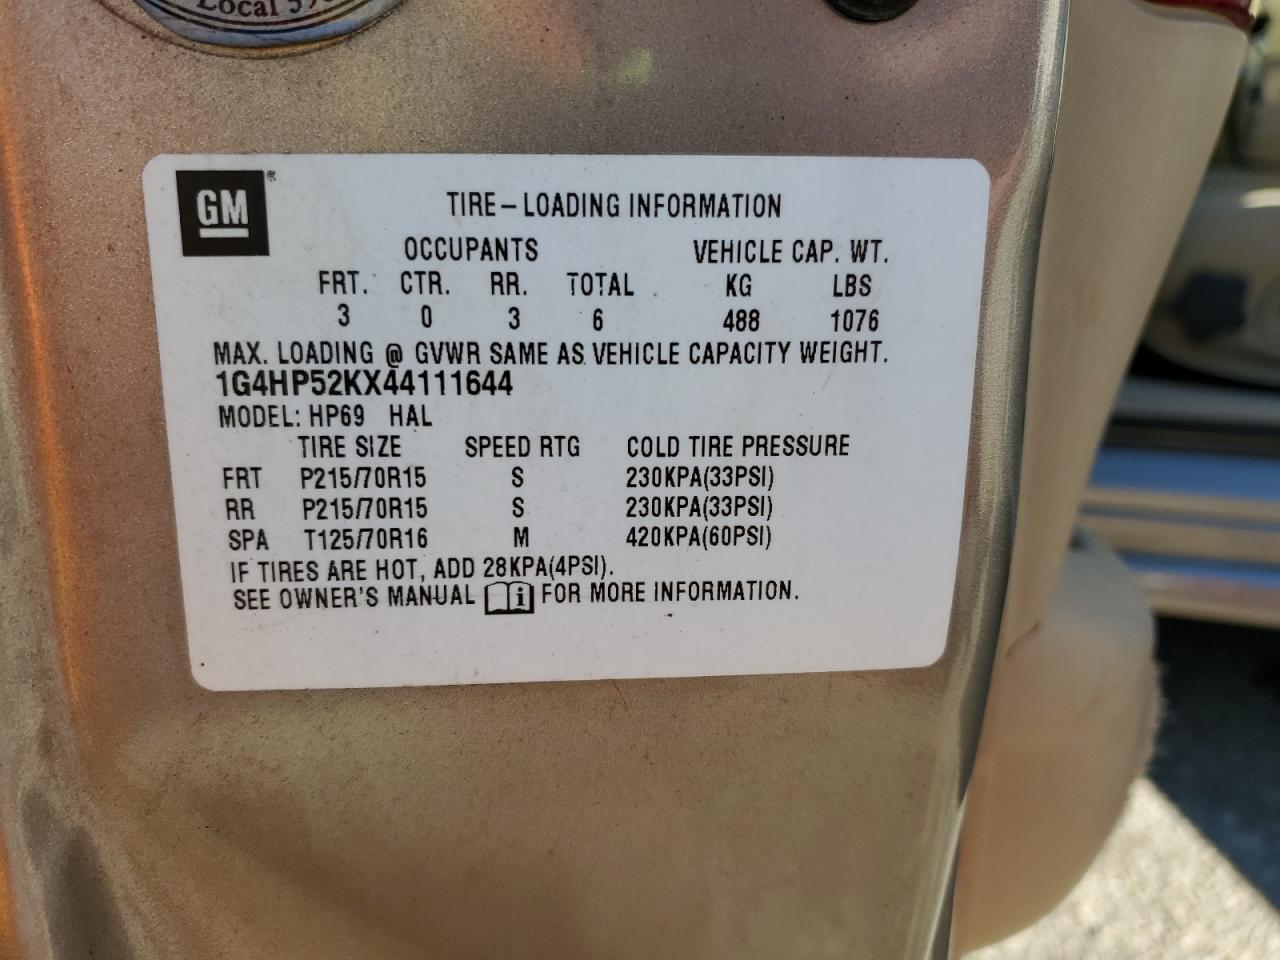 Local
GM
TIRE-LOADING INFORMATION
OCCUPANTS VEHICLE CAP. WT.
FRT. CTR. RR. TOTAL KG LBS
3 0 3 6 488 1076
MAX. LOADING @ GVWR SAME AS VEHICLE CAPACITY WEIGHT.
1G4HP52KX44111644
MODEL: HP69 HAL
TIRE SIZE SPEED RTG COLD TIRE PRESSURE
FRT P215/70R15 S 230KPA(33PSI)
RR P215/70R15 S 230KPA(33PSI)
SPA T125/70R16 M 420KPA(60PSI)
IF TIRES ARE HOT, ADD 28KPA(4PSI).
SEE OWNER'S MANUAL i FOR MORE INFORMATION.